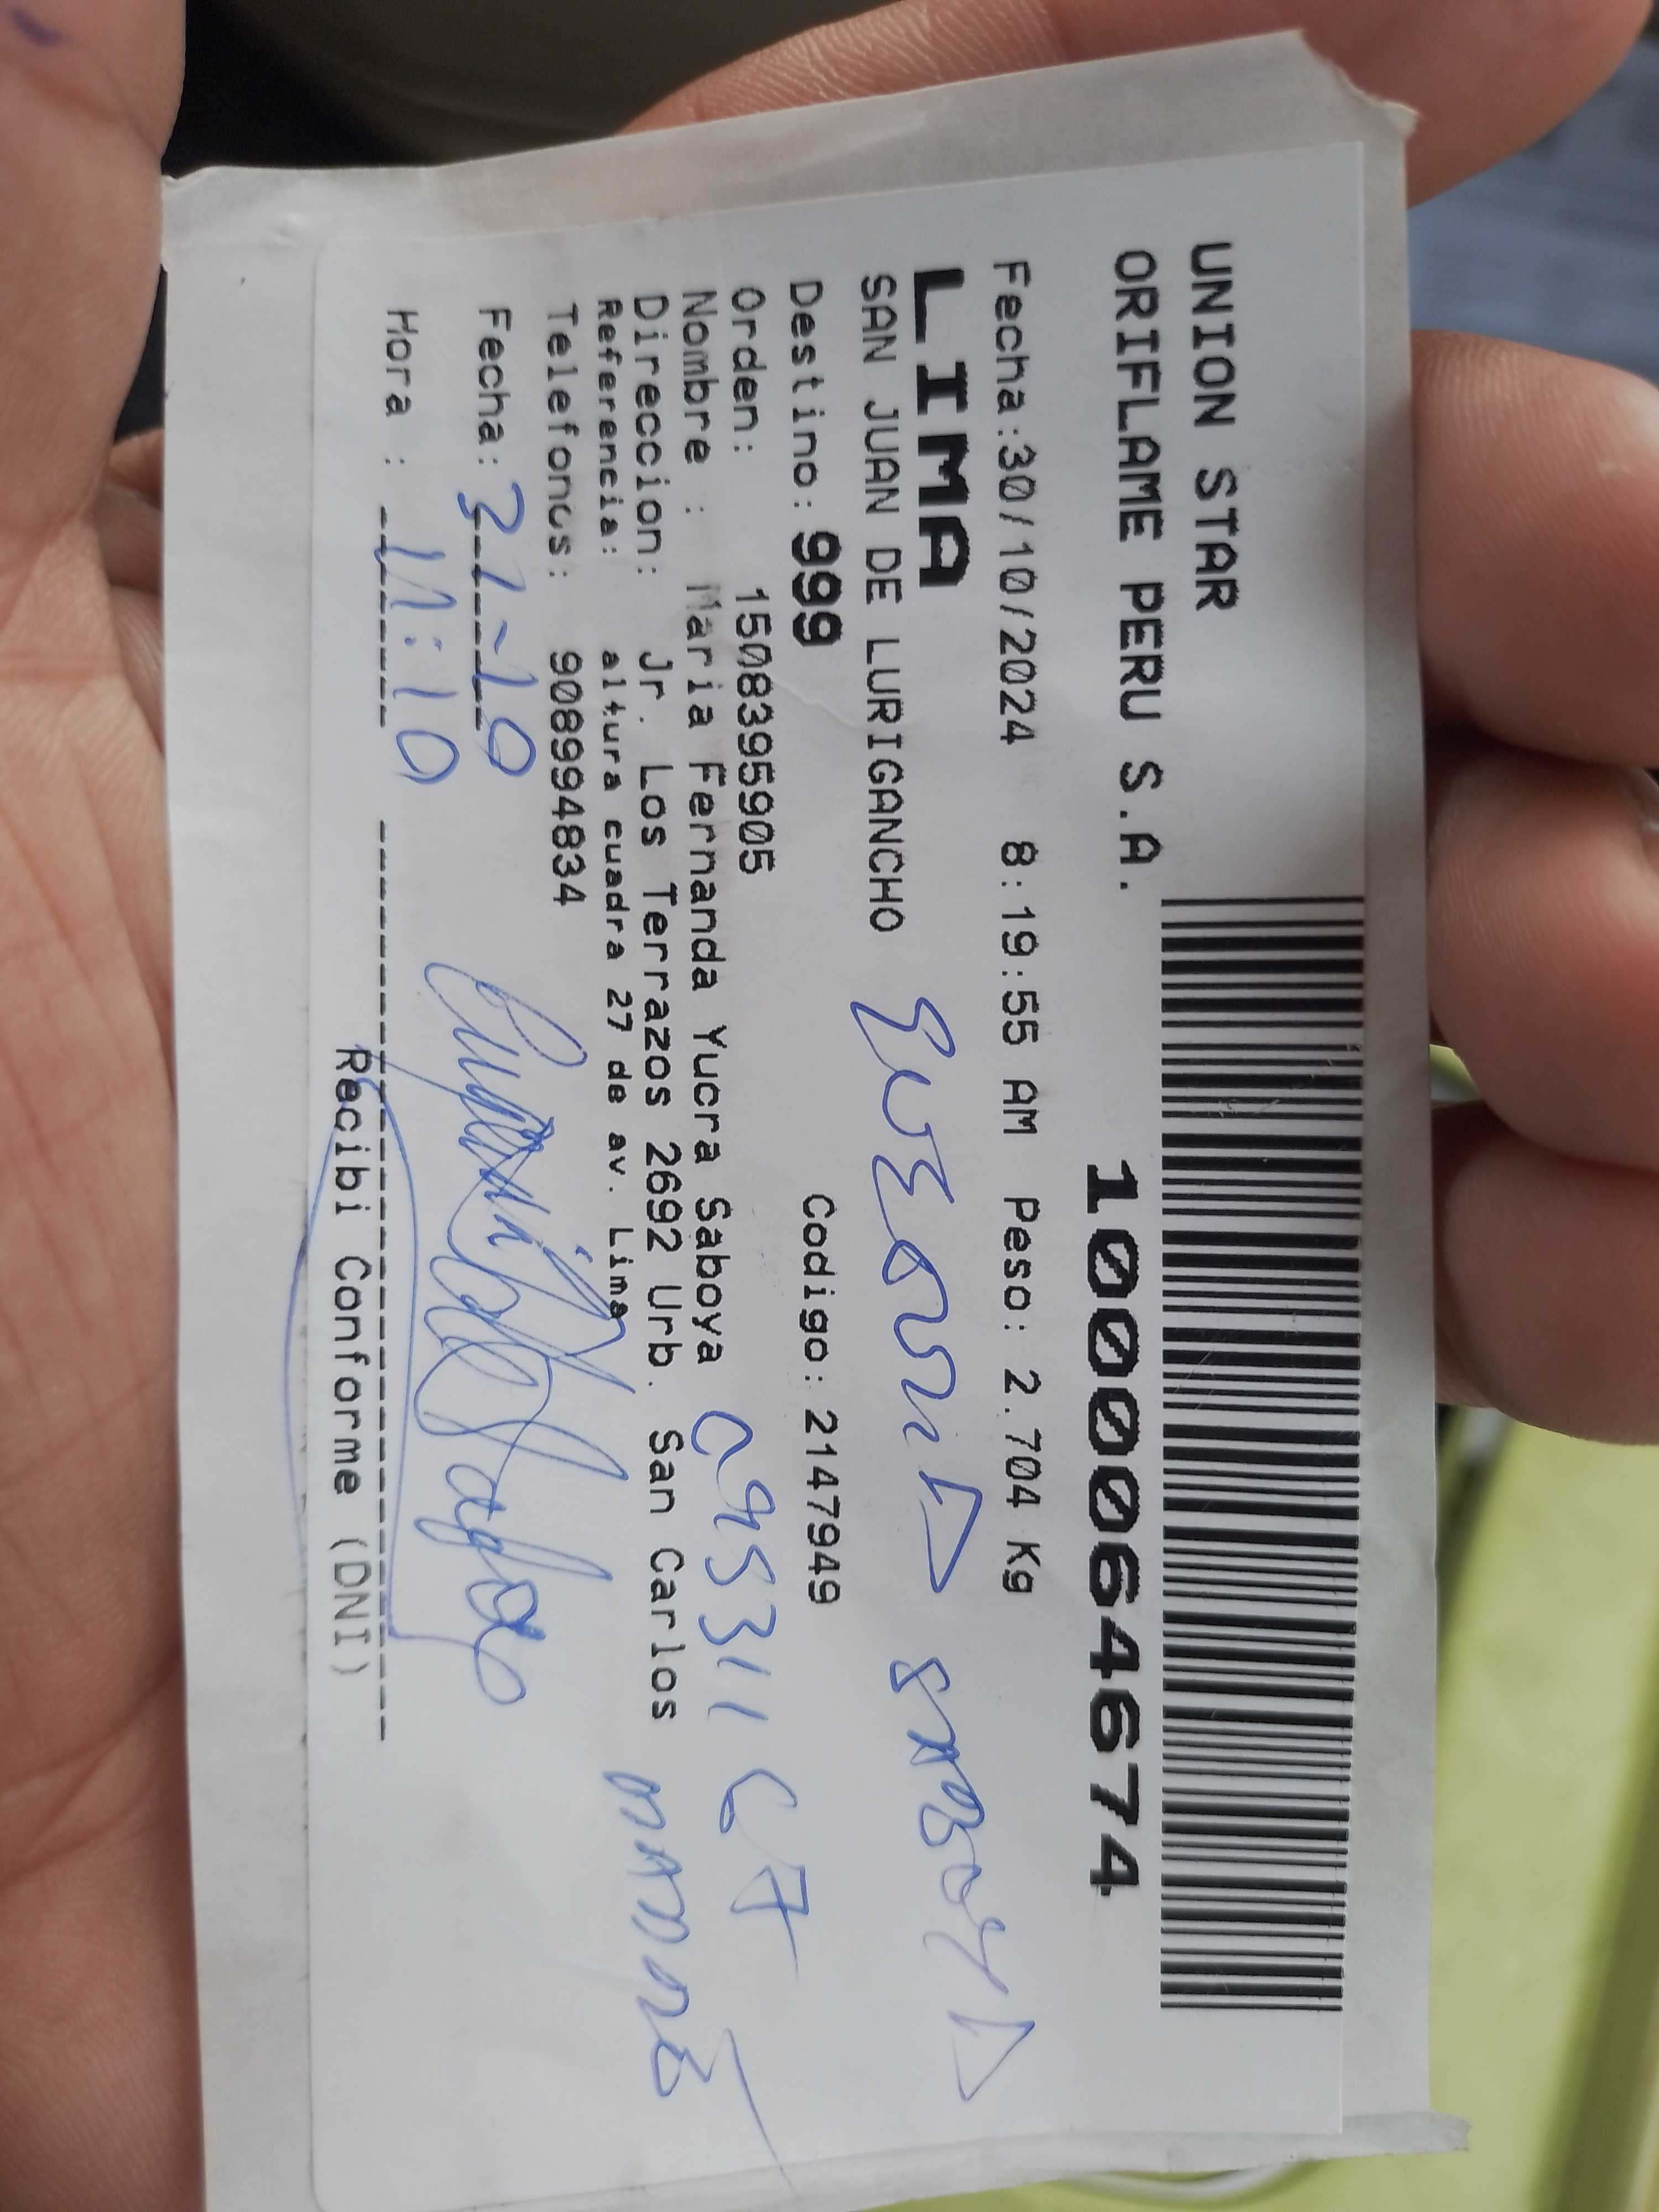 UNION STAR
ORIFLAME PERU S.A.
1000064674
Fecha:30/10/2024 8:19:55 AM Peso: 2.704 Kg
LIMA
SAN JUAN DE LURIGANCHO
Destino: 999 Codigo: 2147949
Orden: 1508395905
Nombre : Maria Fernanda Yucra Saboya
Direccion: Jr. Los Terrazos 2692 Urb. San Carlos
Referencia: altura cuadra 27 de av. Lima
Telefonos: 908994834
Fecha: 31-10
Hora : 11:10
Recibi Conforme (DNI)